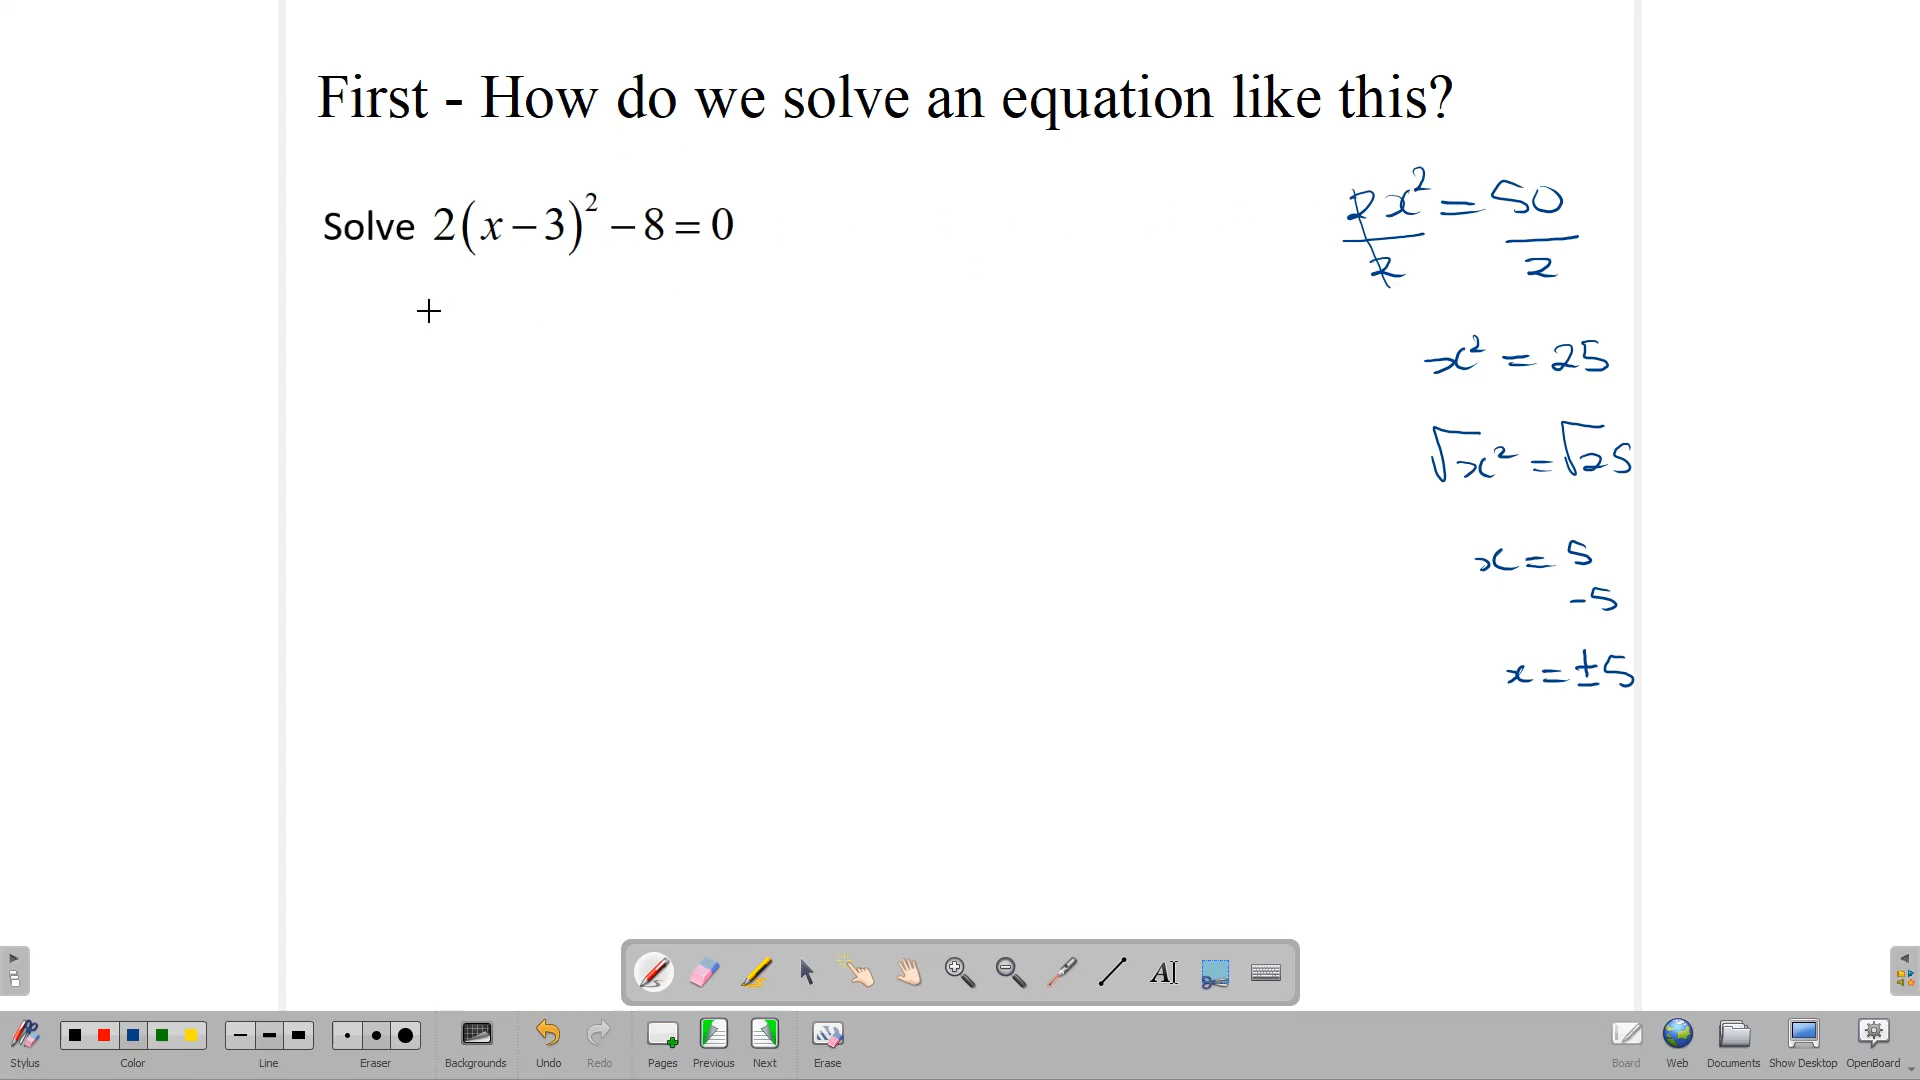 First - How do we solve an equation like this?
Solve 2(x − 3)² − 8 = 0
2x² = 50
2 2
x² = 25
√x² = √25
x = 5
-5
x = ±5
AI
Stylus Color Line Eraser Backgrounds Undo Redo Pages Previous Next Erase Board Web Documents Show Desktop OpenBoard